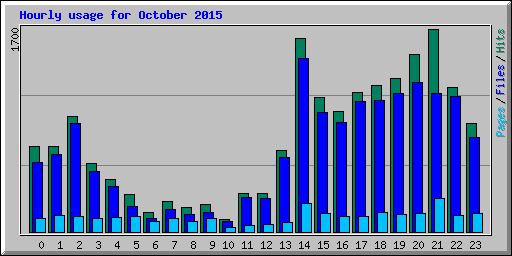 Hourly usage for October 2015
1700
Pages/Files/Hits
0 1 2 3 4 5 6 7 8 9 10 11 12 13 14 15 16 17 18 19 20 21 22 23